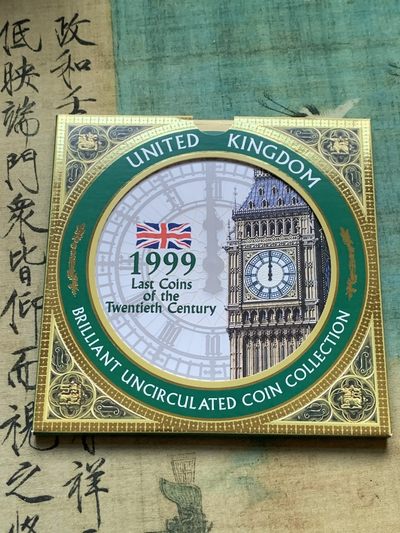 UNITED KINGDOM
1999
Last Coins
of the
Twentieth Century
BRILLIANT UNCIRCULATED COIN COLLECTION
政和
祥
低映端門衆皆仰而視之